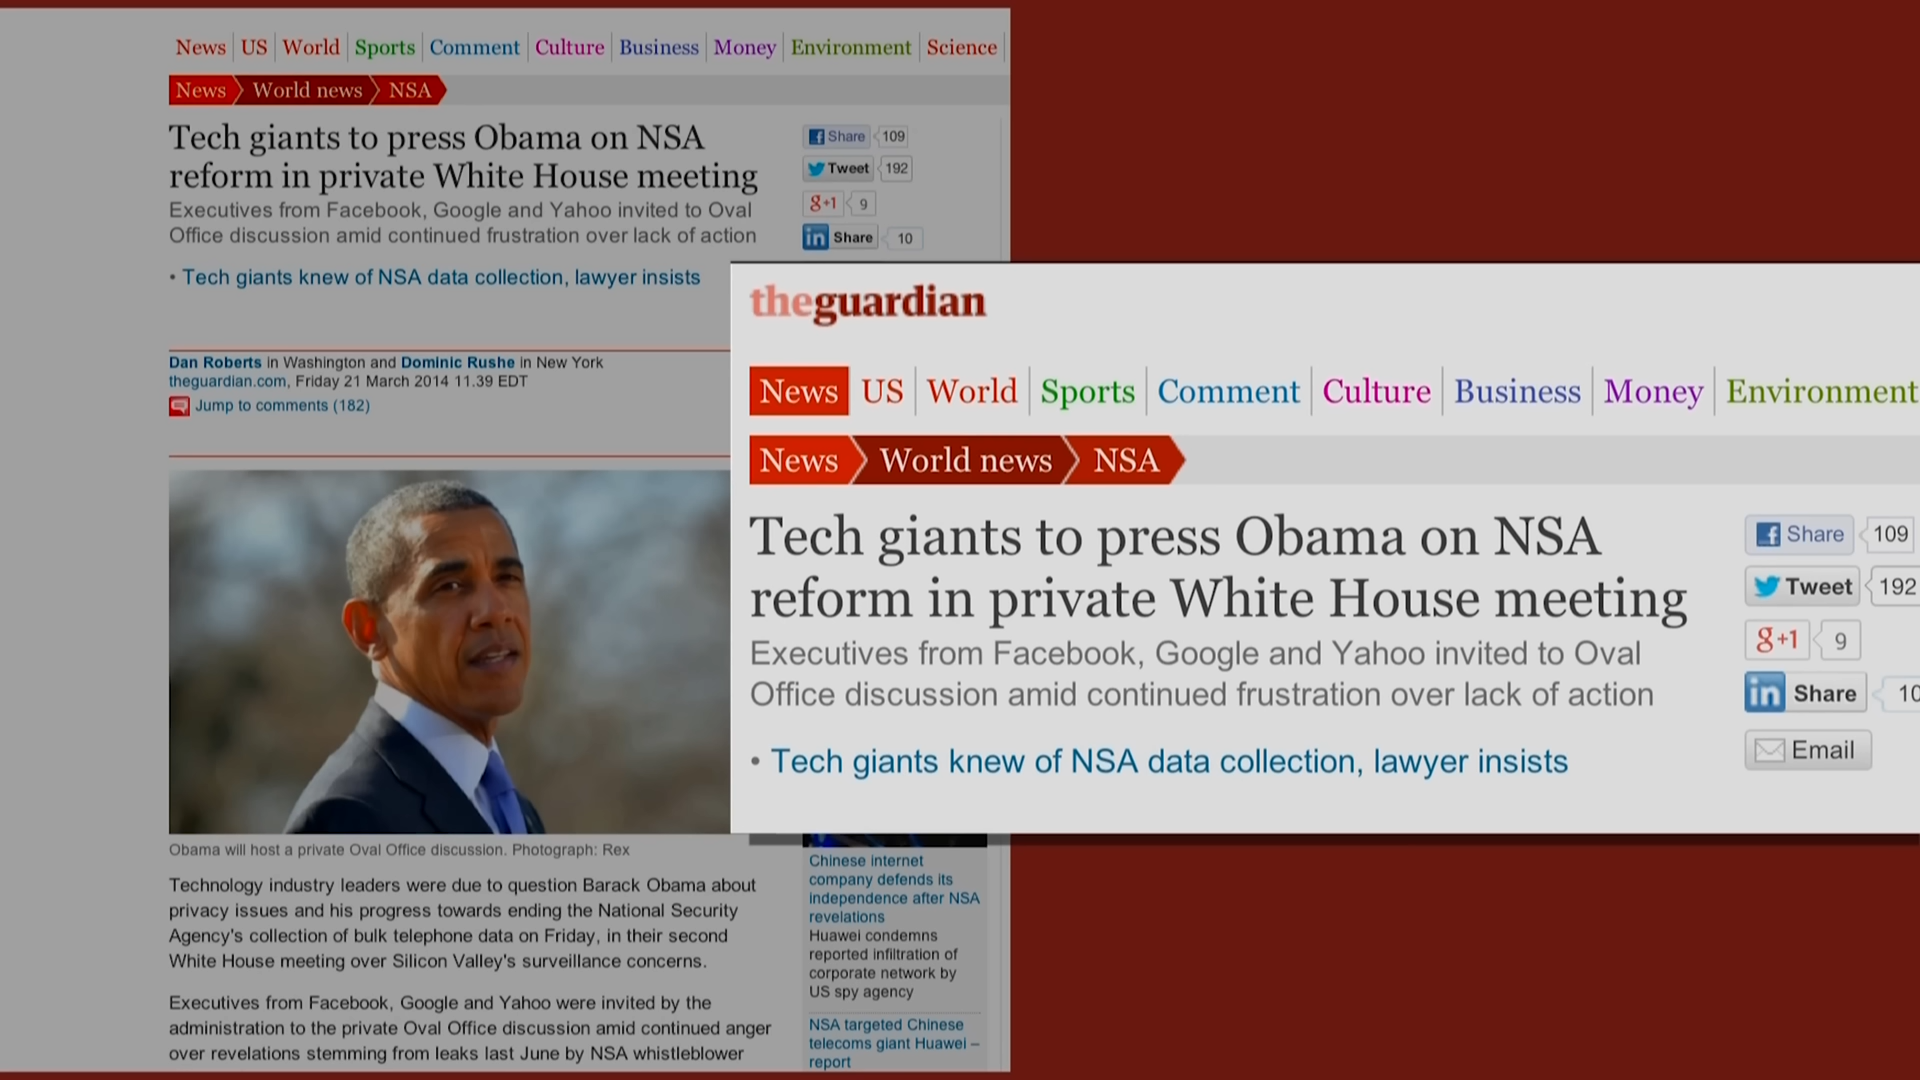 News US World Sports Comment Culture Business Money Environment Science
News World news NSA
Tech giants to press Obama on NSA
reform in private White House meeting
Executives from Facebook, Google and Yahoo invited to Oval
Office discussion amid continued frustration over lack of action
• Tech giants knew of NSA data collection, lawyer insists
Share 109
Tweet 192
g+1 9
in Share 10
Dan Roberts in Washington and Dominic Rushe in New York
theguardian.com, Friday 21 March 2014 11.39 EDT
Jump to comments (182)
Obama will host a private Oval Office discussion. Photograph: Rex
Technology industry leaders were due to question Barack Obama about
privacy issues and his progress towards ending the National Security
Agency's collection of bulk telephone data on Friday, in their second
White House meeting over Silicon Valley's surveillance concerns.
Executives from Facebook, Google and Yahoo were invited by the
administration to the private Oval Office discussion amid continued anger
over revelations stemming from leaks last June by NSA whistleblower
Chinese internet
company defends its
independence after NSA
revelations
Huawei condemns
reported infiltration of
corporate network by
US spy agency
NSA targeted Chinese
telecoms giant Huawei –
report
theguardian
News US World Sports Comment Culture Business Money Environment
News World news NSA
Tech giants to press Obama on NSA
reform in private White House meeting
Executives from Facebook, Google and Yahoo invited to Oval
Office discussion amid continued frustration over lack of action
• Tech giants knew of NSA data collection, lawyer insists
Share 109
Tweet 192
g+1 9
in Share 10
Email